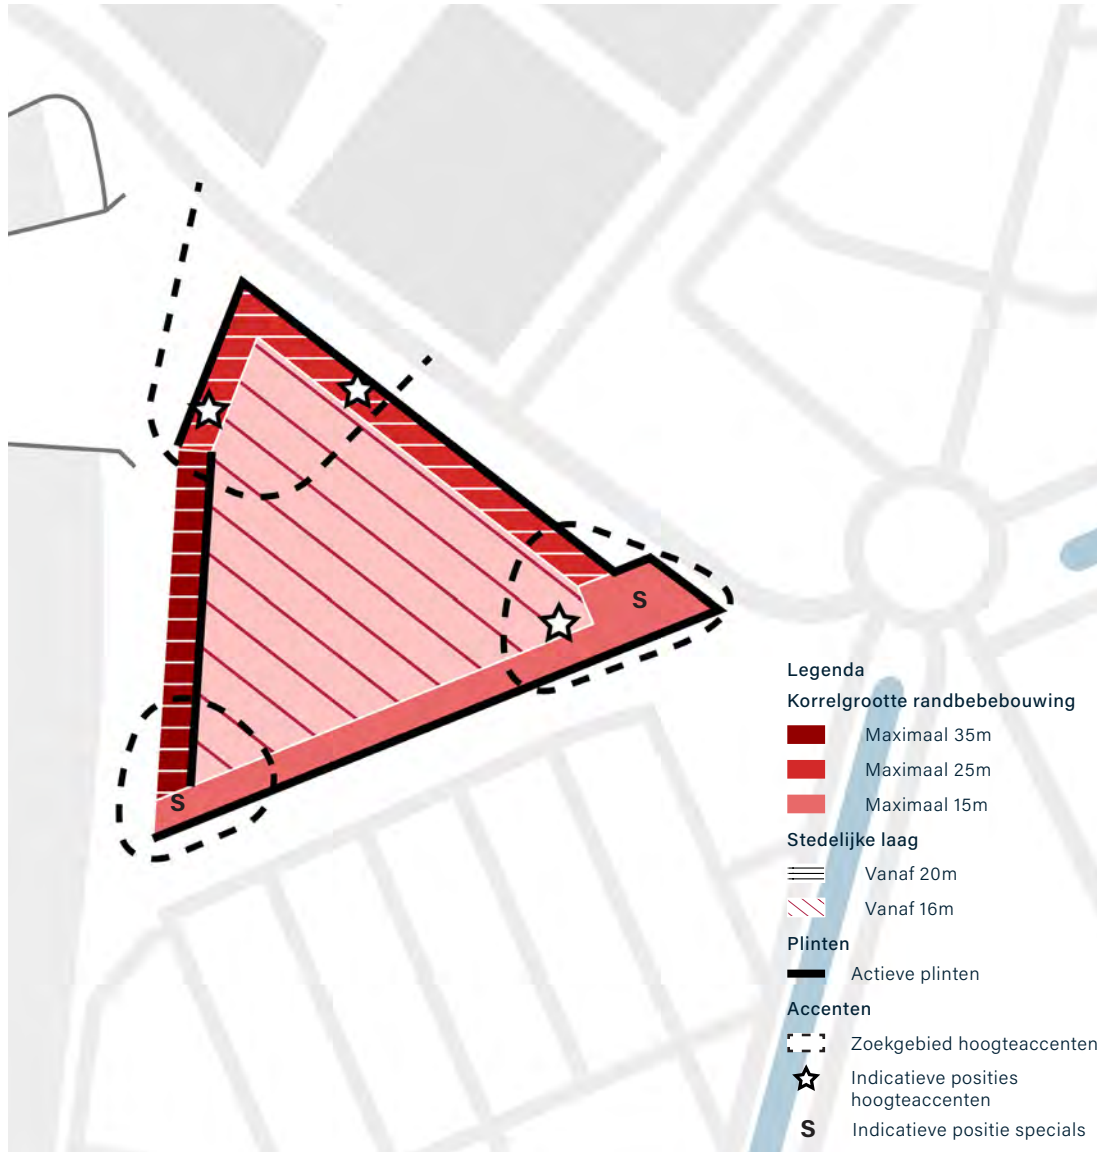 S
S
Legenda
Korrelgrootte randbebebouwing
Maximaal 35m
Maximaal 25m
Maximaal 15m
Stedelijke laag
Vanaf 20m
Vanaf 16m
Plinten
Actieve plinten
Accenten
Zoekgebied hoogteaccenten
Indicatieve posities
hoogteaccenten
S Indicatieve positie specials